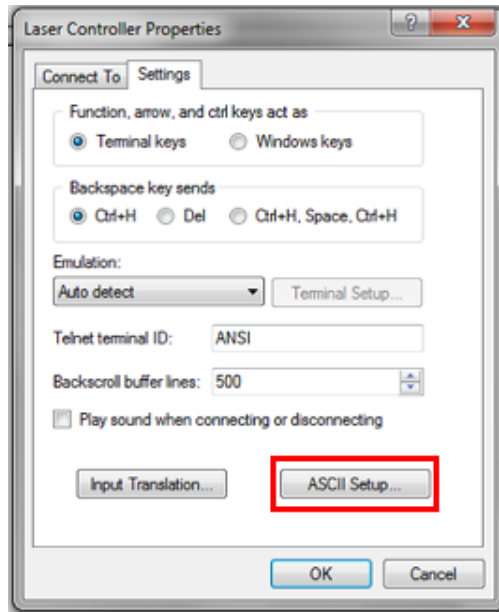 Laser Controller Properties
Connect To Settings
Function, arrow, and ctrl keys act as
Terminal keys Windows keys
Backspace key sends
Ctrl+H Del Ctrl+H, Space, Ctrl+H
Emulation:
Auto detect Terminal Setup...
Telnet terminal ID: ANSI
Backscroll buffer lines: 500
Play sound when connecting or disconnecting
Input Translation... ASCII Setup...
OK Cancel